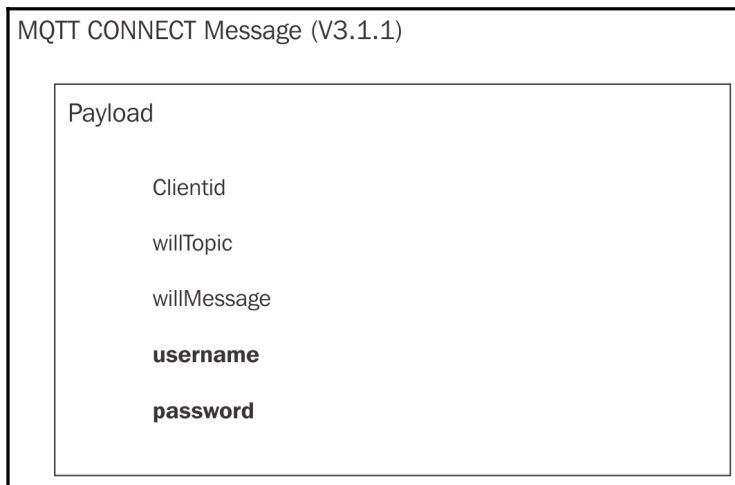 MQTT CONNECT Message (V3.1.1)
Payload
Clientid
willTopic
willMessage
username
password